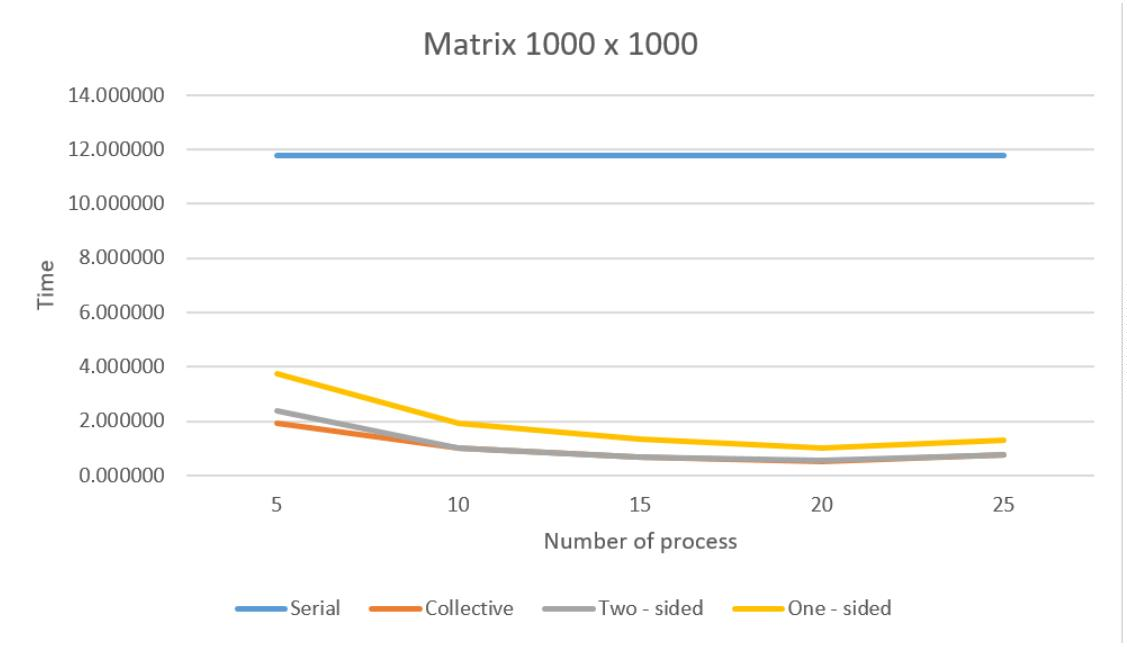 Matrix 1000 x 1000
14.000000
12.000000
10.000000
8.000000
6.000000
4.000000
2.000000
0.000000
Time
5 10 15 20 25
Number of process
Serial Collective Two - sided One - sided